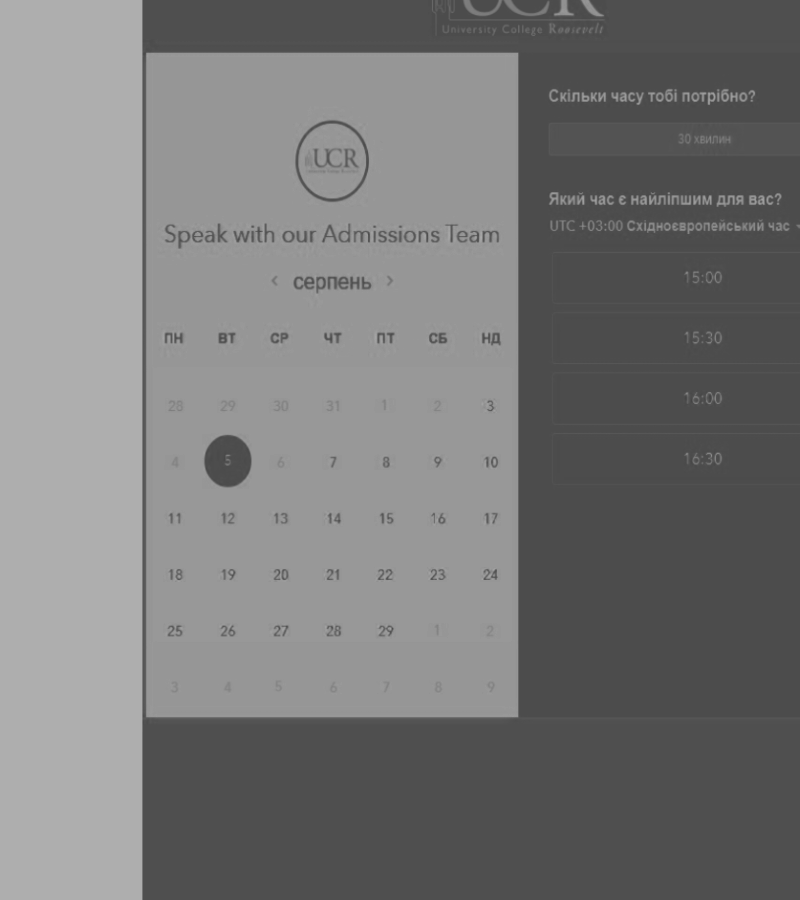 UCR
University College Roosevelt
UCR
Speak with our Admissions Team
< серпень >
ПН ВТ СР ЧТ ПТ СБ НД
28 29 30 31 1 2 3
4 5 6 7 8 9 10
11 12 13 14 15 16 17
18 19 20 21 22 23 24
25 26 27 28 29 1 2
3 4 5 6 7 8 9
Скільки часу тобі потрібно?
30 хвилин
Який час є найліпшим для вас?
UTC +03:00 Східноєвропейський час
15:00
15:30
16:00
16:30